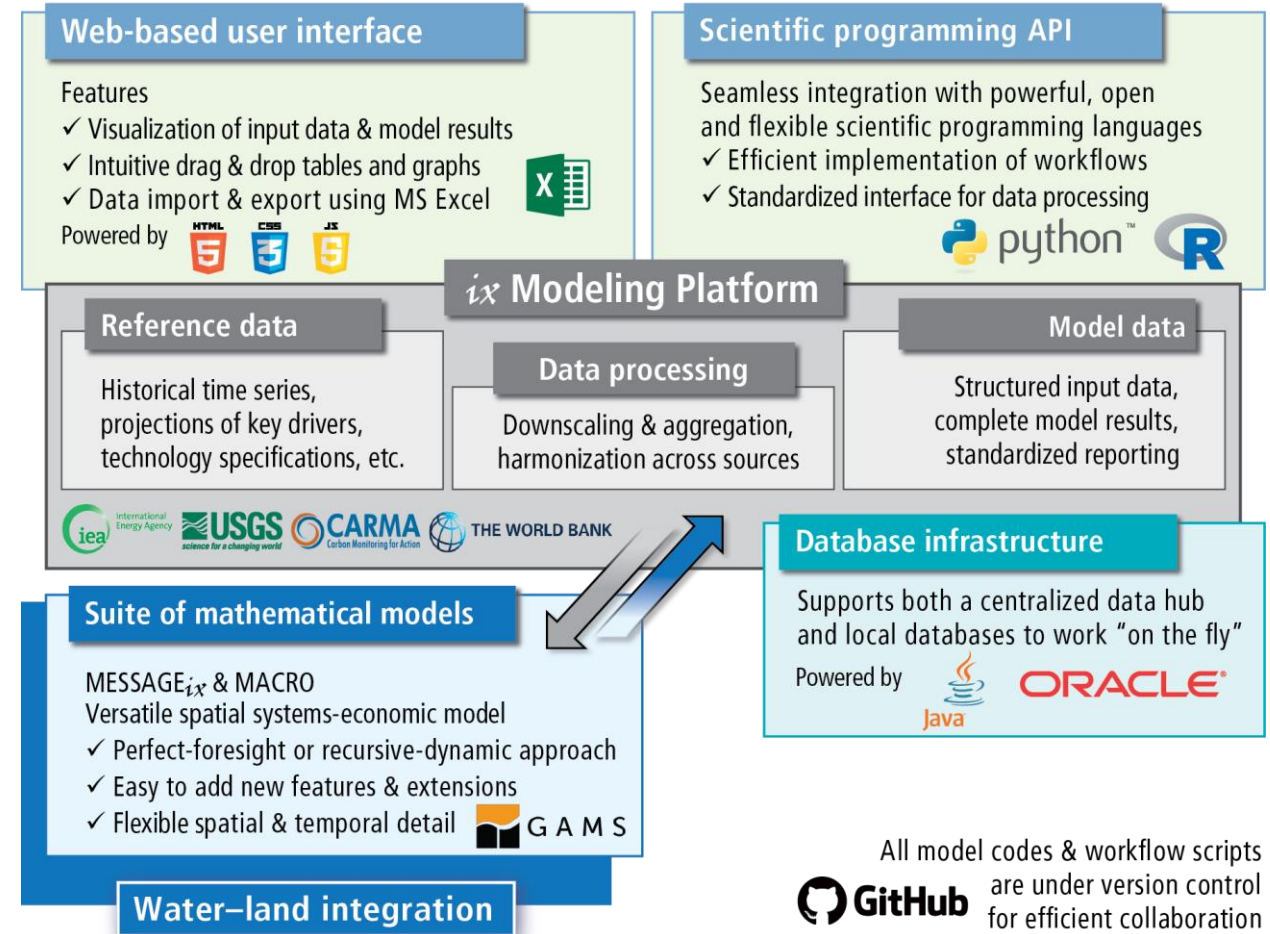 Web-based user interface
Features
✓ Visualization of input data & model results
✓ Intuitive drag & drop tables and graphs
✓ Data import & export using MS Excel
X
Powered by
HTML
5
CSS
3
JS
5
Scientific programming API
Seamless integration with powerful, open
and flexible scientific programming languages
✓ Efficient implementation of workflows
✓ Standardized interface for data processing
python™
R
ix Modeling Platform
Reference data
Historical time series,
projections of key drivers,
technology specifications, etc.
Data processing
Downscaling & aggregation,
harmonization across sources
Model data
Structured input data,
complete model results,
standardized reporting
iea
International
Energy Agency
USGS
science for a changing world
CARMA
Carbon Monitoring for Action
THE WORLD BANK
Database infrastructure
Supports both a centralized data hub
and local databases to work “on the fly”
Powered by
Java
ORACLE®
Suite of mathematical models
MESSAGEix & MACRO
Versatile spatial systems-economic model
✓ Perfect-foresight or recursive-dynamic approach
✓ Easy to add new features & extensions
✓ Flexible spatial & temporal detail
GAMS
Water–land integration
All model codes & workflow scripts
GitHub
are under version control
for efficient collaboration